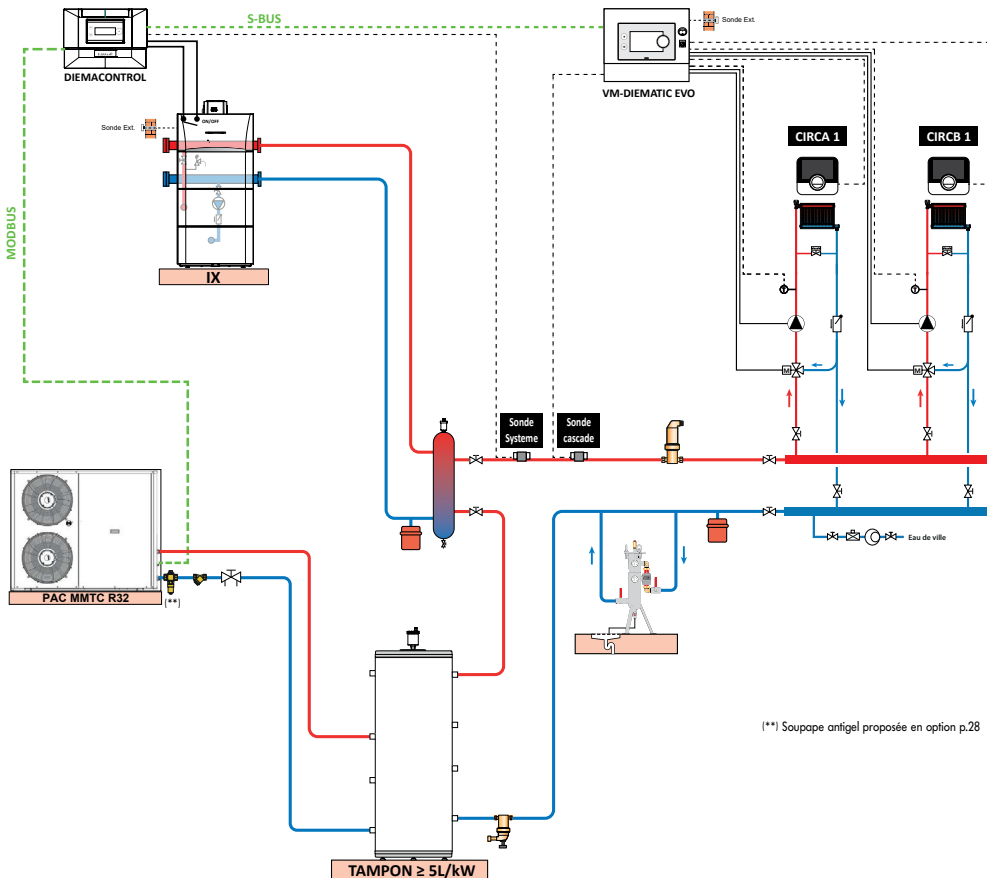 S-BUS
Sonde Ext.
DIEMACONTROL
VM-DIEMATIC EVO
ON/OFF
Sonde Ext.
CIRCA 1
CIRCB 1
MODBUS
IX
M
M
Sonde
Systeme
Sonde
cascade
Eau de ville
PAC MMTC R32
(**)
(**) Soupape antigel proposée en option p.28
TAMPON ≥ 5L/kW